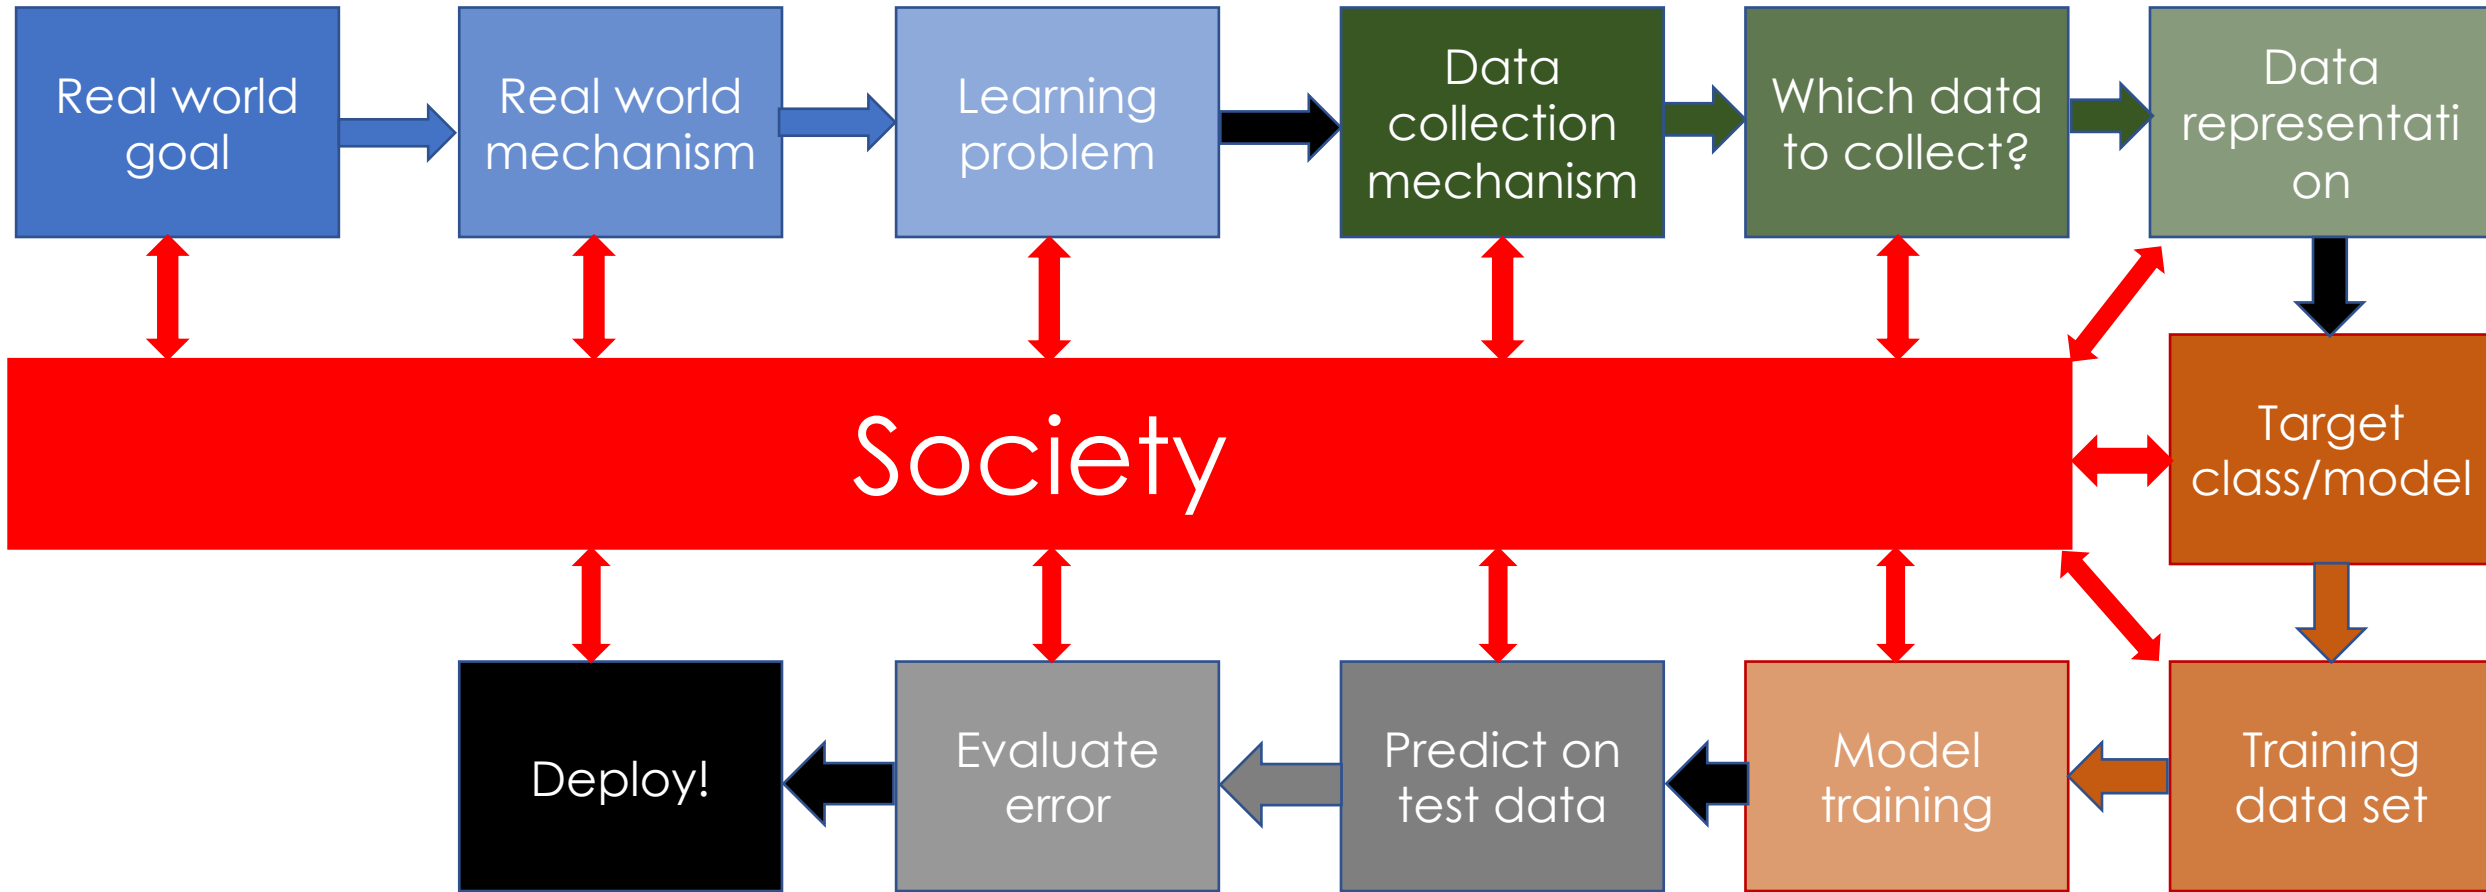 Real world
goal
Real world
mechanism
Learning
problem
Data
collection
mechanism
Which data
to collect?
Data
representati
on
Society
Target
class/model
Deploy!
Evaluate
error
Predict on
test data
Model
training
Training
data set